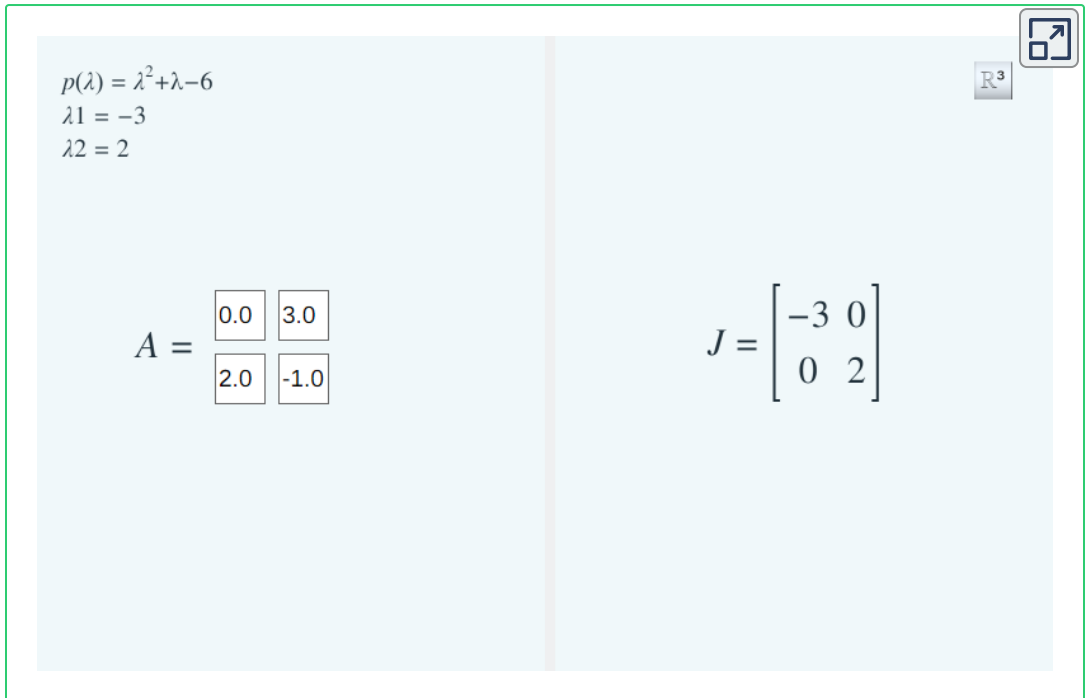 p(λ) = λ²+λ−6
λ1 = −3
λ2 = 2
ℝ³
A =
0.0 3.0
2.0 -1.0
J =
−3 0
0 2